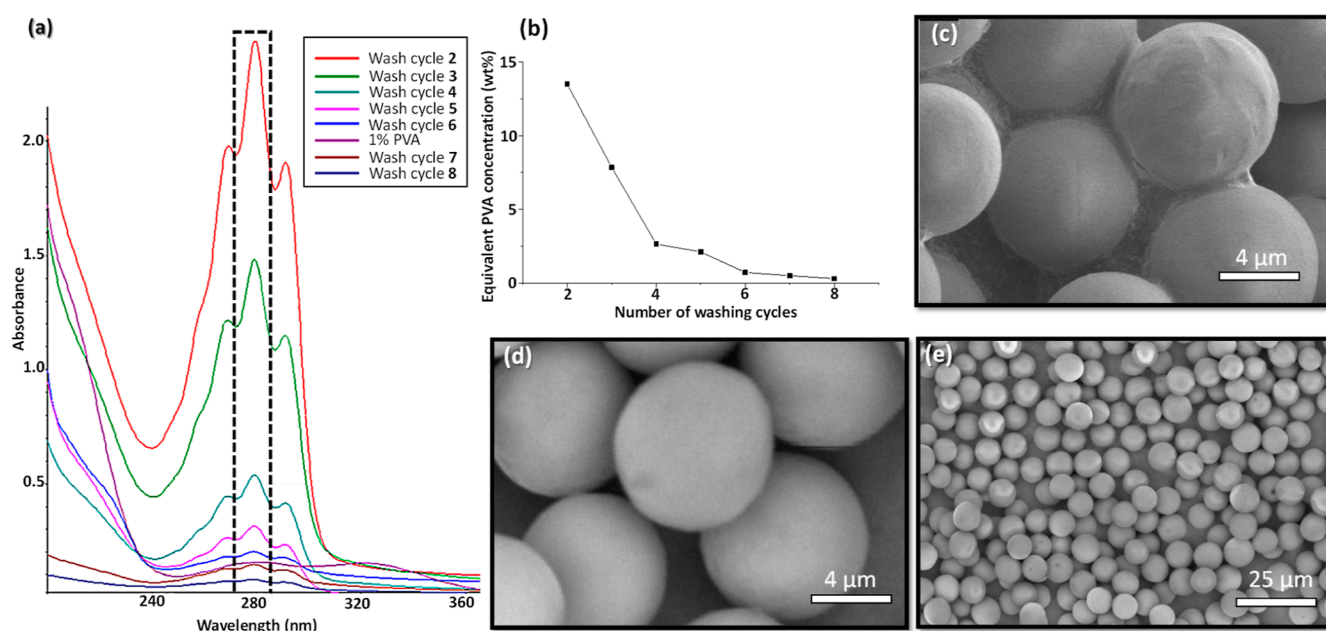 (a)
Wash cycle 2
Wash cycle 3
Wash cycle 4
Wash cycle 5
Wash cycle 6
1% PVA
Wash cycle 7
Wash cycle 8
Absorbance
2.0
1.5
1.0
0.5
240
280
320
360
Wavelength (nm)
(b)
Equivalent PVA concentration (wt%)
15
10
5
0
2
4
6
8
Number of washing cycles
(c)
4 µm
(d)
4 µm
(e)
25 µm